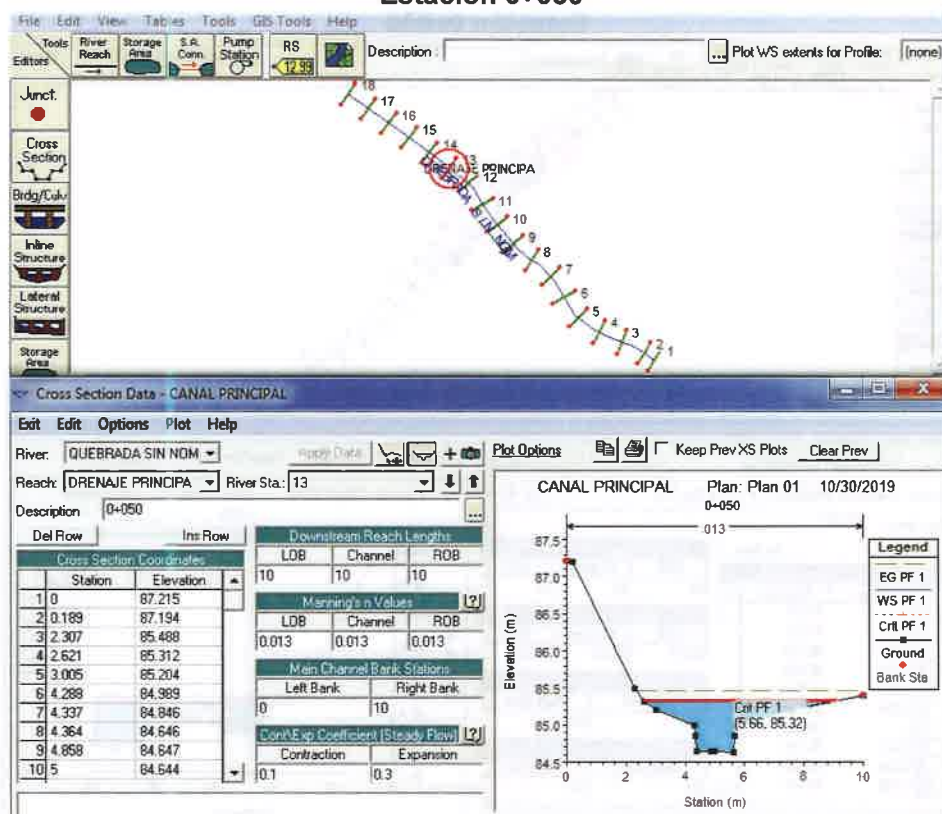 Estación 0+050
File Edit View Tables Tools GIS Tools Help
Tools
Editors
River
Reach
Storage
Area
S.A.
Conn.
Pump
Station
RS
12.99
Description :
...
Plot WS extents for Profile:
(none)
Junct.
Cross
Section
Brdg/Culv
Inline
Structure
Lateral
Structure
Storage
Area
18
17
16
15
14
13
12
DRENAJE PRINCIPA
11
10
9
8
7
6
5
4
3
2
1
Cross Section Data - CANAL PRINCIPAL
Exit Edit Options Plot Help
River: QUEBRADA SIN NOM
Apply Data
Plot Options
Keep Prev XS Plots
Clear Prev
Reach: DRENAJE PRINCIPA
River Sta.: 13
Description 0+050
...
Del Row
Ins Row
Cross Section Coordinates
Station Elevation
1 0 87.215
2 0.189 87.194
3 2.307 85.488
4 2.621 85.312
5 3.005 85.204
6 4.288 84.989
7 4.337 84.846
8 4.364 84.646
9 4.858 84.647
10 5 84.644
Downstream Reach Lengths
LOB Channel ROB
10 10 10
Manning's n Values ?
LOB Channel ROB
0.013 0.013 0.013
Main Channel Bank Stations
Left Bank Right Bank
0 10
Cont\Exp Coefficient (Steady Flow) ?
Contraction Expansion
0.1 0.3
CANAL PRINCIPAL Plan: Plan 01 10/30/2019
0+050
.013
Elevation (m)
87.5
87.0
86.5
86.0
85.5
85.0
84.5
0 2 4 6 8 10
Station (m)
Crit PF 1
(5.66, 85.32)
Legend
EG PF 1
WS PF 1
Crit PF 1
Ground
Bank Sta